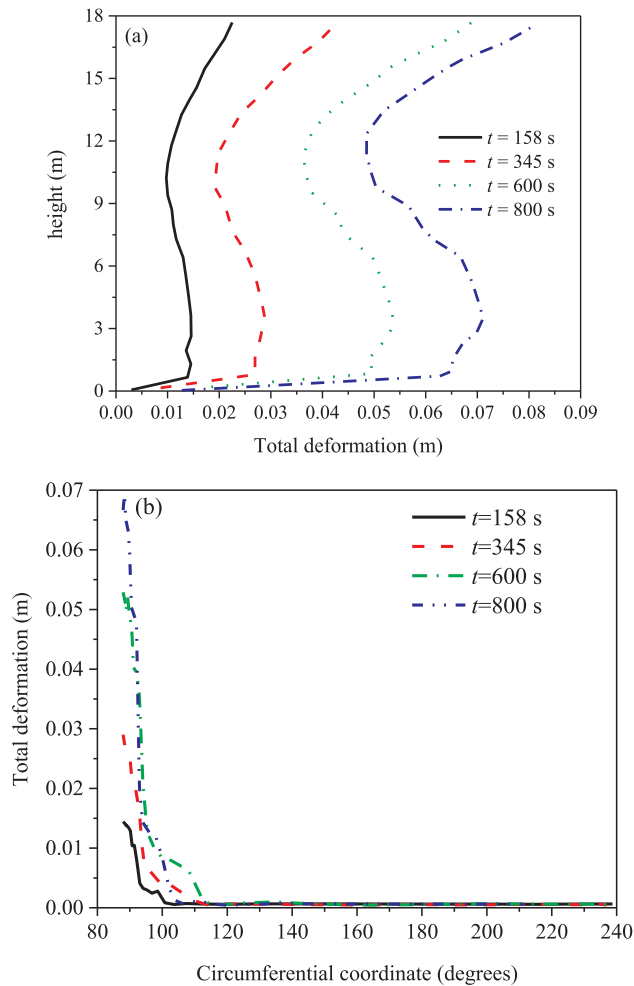 (a)
18
15
12
9
6
3
0
height (m)
t = 158 s
t = 345 s
t = 600 s
t = 800 s
0.00 0.01 0.02 0.03 0.04 0.05 0.06 0.07 0.08 0.09
Total deformation (m)
(b)
0.07
0.06
0.05
0.04
0.03
0.02
0.01
0.00
Total deformation (m)
t=158 s
t=345 s
t=600 s
t=800 s
80 100 120 140 160 180 200 220 240
Circumferential coordinate (degrees)